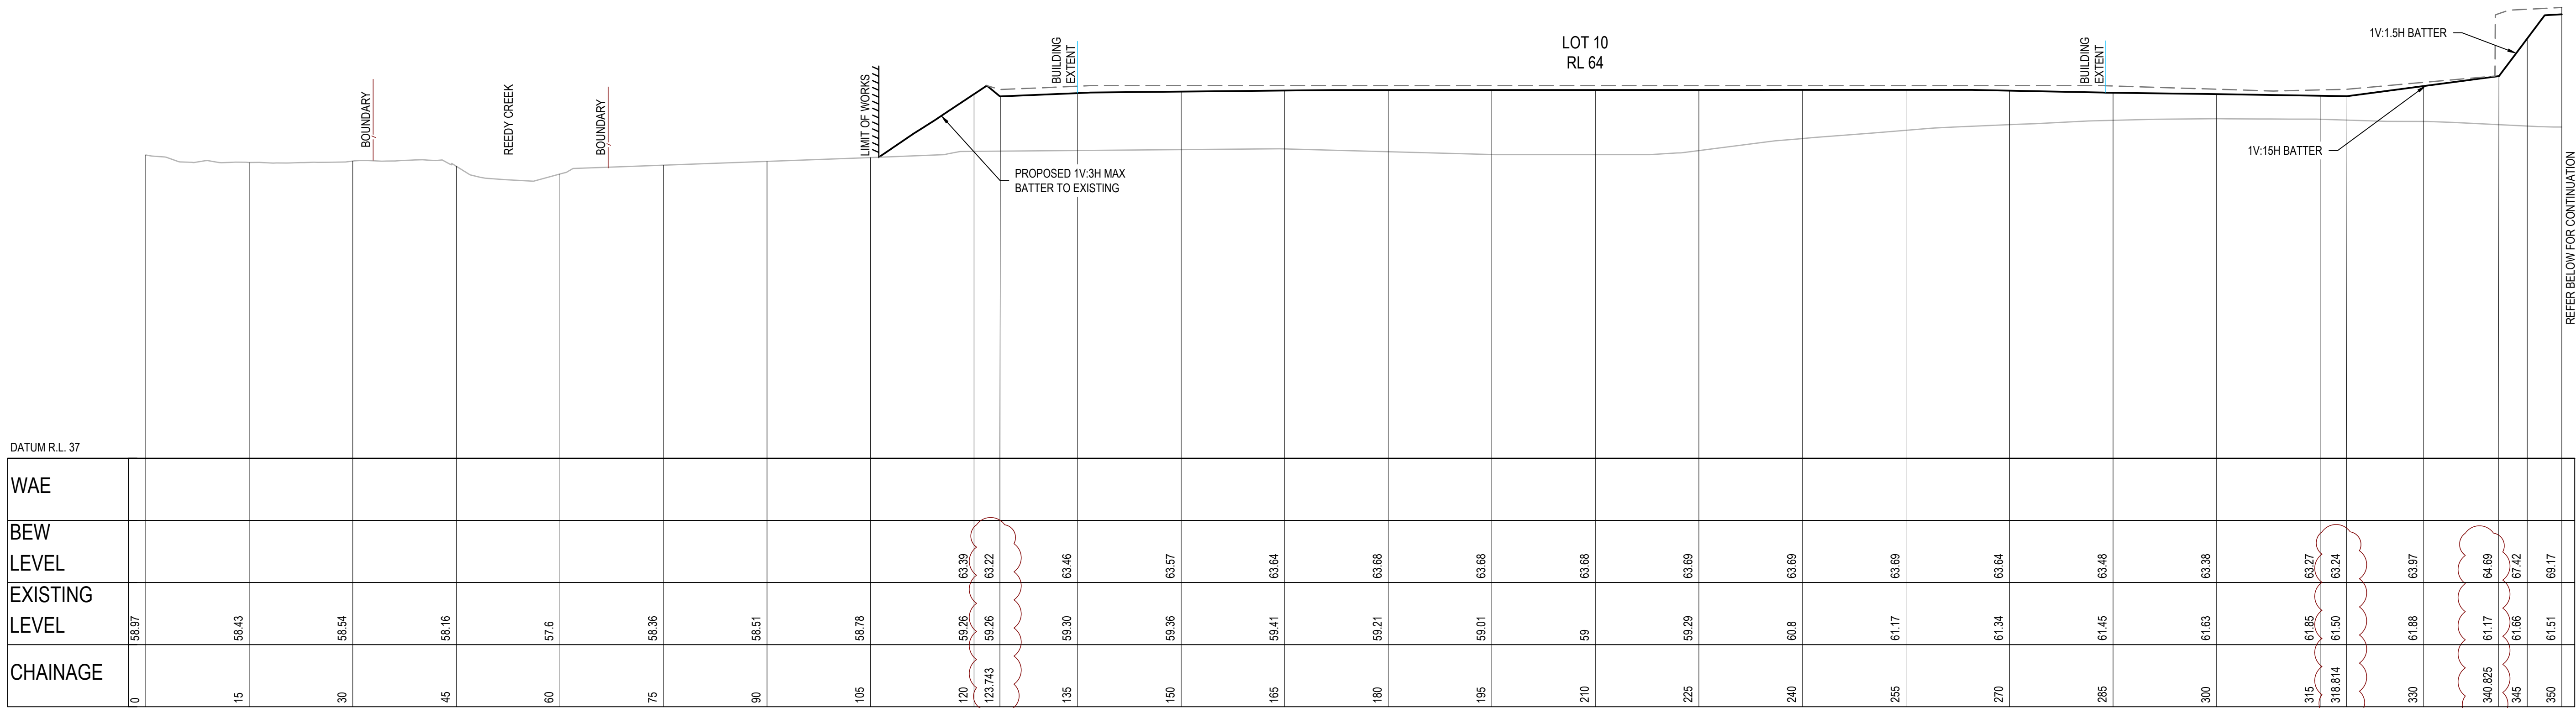 LOT 10
RL 64
1V:1.5H BATTER
BUILDING
EXTENT
BUILDING
EXTENT
BOUNDARY
REEDY CREEK
BOUNDARY
LIMIT OF WORKS
PROPOSED 1V:3H MAX
BATTER TO EXISTING
1V:15H BATTER
REFER BELOW FOR CONTINUATION
DATUM R.L. 37
WAE
BEW
LEVEL
63.39 63.22 63.46 63.57 63.64 63.68 63.68 63.68 63.69 63.69 63.69 63.64 63.48 63.38 63.27 63.24 63.97 64.69 67.42 69.17
EXISTING
LEVEL
58.97 58.43 58.54 58.16 57.6 58.36 58.51 58.78 59.26 59.26 59.30 59.36 59.41 59.21 59.01 59 59.29 60.8 61.17 61.34 61.45 61.63 61.85 61.50 61.88 61.17 61.66 61.51
CHAINAGE
0 15 30 45 60 75 90 105 120 123.743 135 150 165 180 195 210 225 240 255 270 285 300 315 318.814 330 340.825 345 350